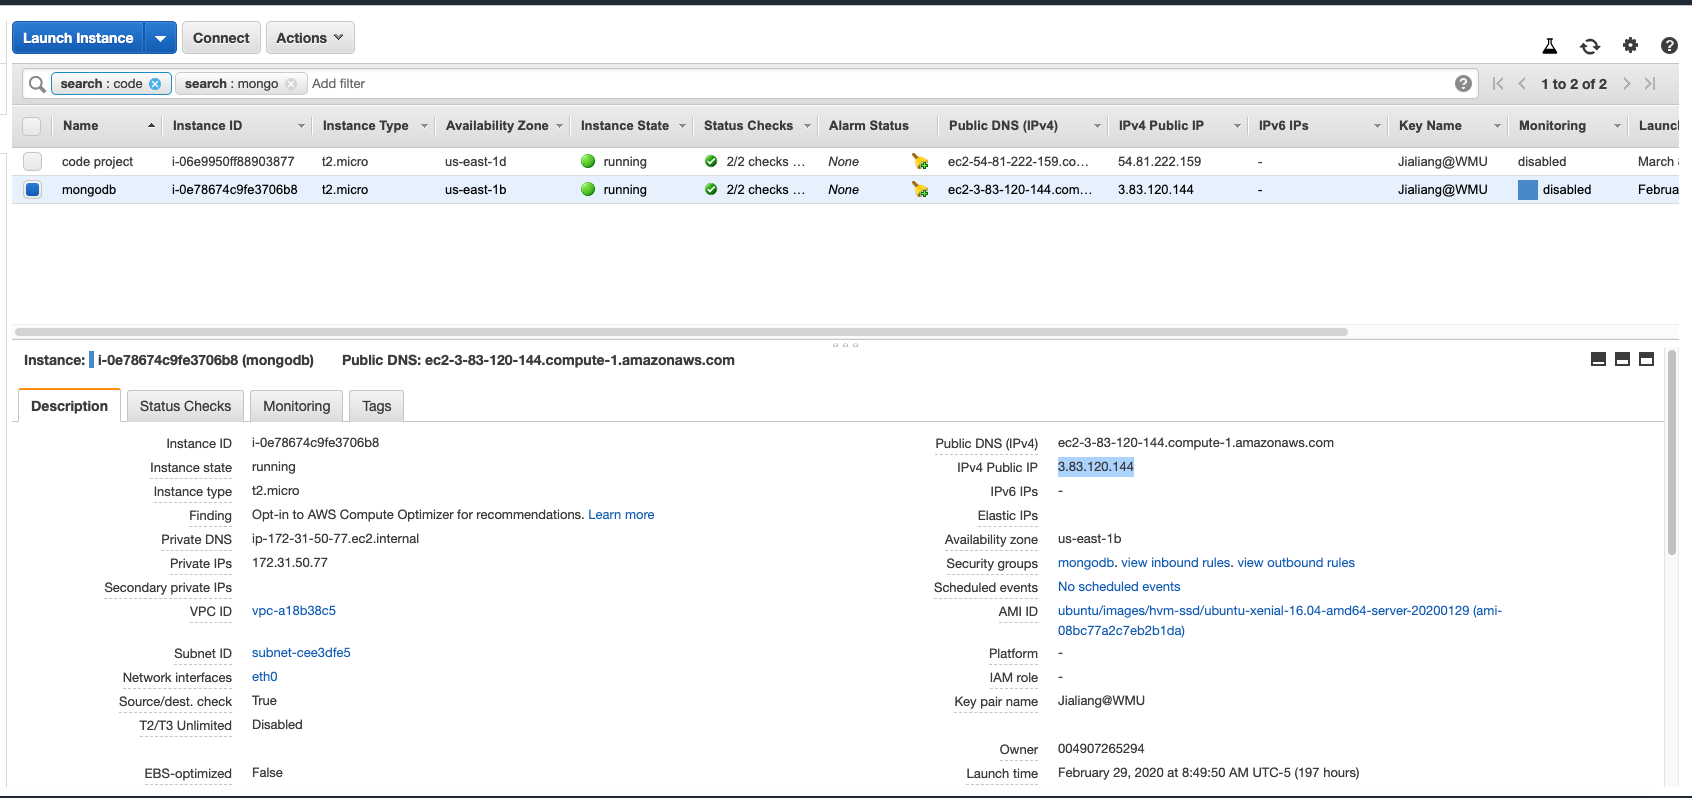 Launch Instance Connect Actions
search : code search : mongo Add filter 1 to 2 of 2
Name Instance ID Instance Type Availability Zone Instance State Status Checks Alarm Status Public DNS (IPv4) IPv4 Public IP IPv6 IPs Key Name Monitoring Launc
code project i-06e9950ff88903877 t2.micro us-east-1d running 2/2 checks ... None ec2-54-81-222-159.co... 54.81.222.159 - Jialiang@WMU disabled March
mongodb i-0e78674c9fe3706b8 t2.micro us-east-1b running 2/2 checks ... None ec2-3-83-120-144.com... 3.83.120.144 - Jialiang@WMU disabled Februa
Instance: i-0e78674c9fe3706b8 (mongodb) Public DNS: ec2-3-83-120-144.compute-1.amazonaws.com
Description Status Checks Monitoring Tags
Instance ID i-0e78674c9fe3706b8 Public DNS (IPv4) ec2-3-83-120-144.compute-1.amazonaws.com
Instance state running IPv4 Public IP 3.83.120.144
Instance type t2.micro IPv6 IPs -
Finding Opt-in to AWS Compute Optimizer for recommendations. Learn more Elastic IPs
Private DNS ip-172-31-50-77.ec2.internal Availability zone us-east-1b
Private IPs 172.31.50.77 Security groups mongodb. view inbound rules. view outbound rules
Secondary private IPs Scheduled events No scheduled events
VPC ID vpc-a18b38c5 AMI ID ubuntu/images/hvm-ssd/ubuntu-xenial-16.04-amd64-server-20200129 (ami-
08bc77a2c7eb2b1da)
Subnet ID subnet-cee3dfe5 Platform -
Network interfaces eth0 IAM role -
Source/dest. check True Key pair name Jialiang@WMU
T2/T3 Unlimited Disabled
Owner 004907265294
EBS-optimized False Launch time February 29, 2020 at 8:49:50 AM UTC-5 (197 hours)